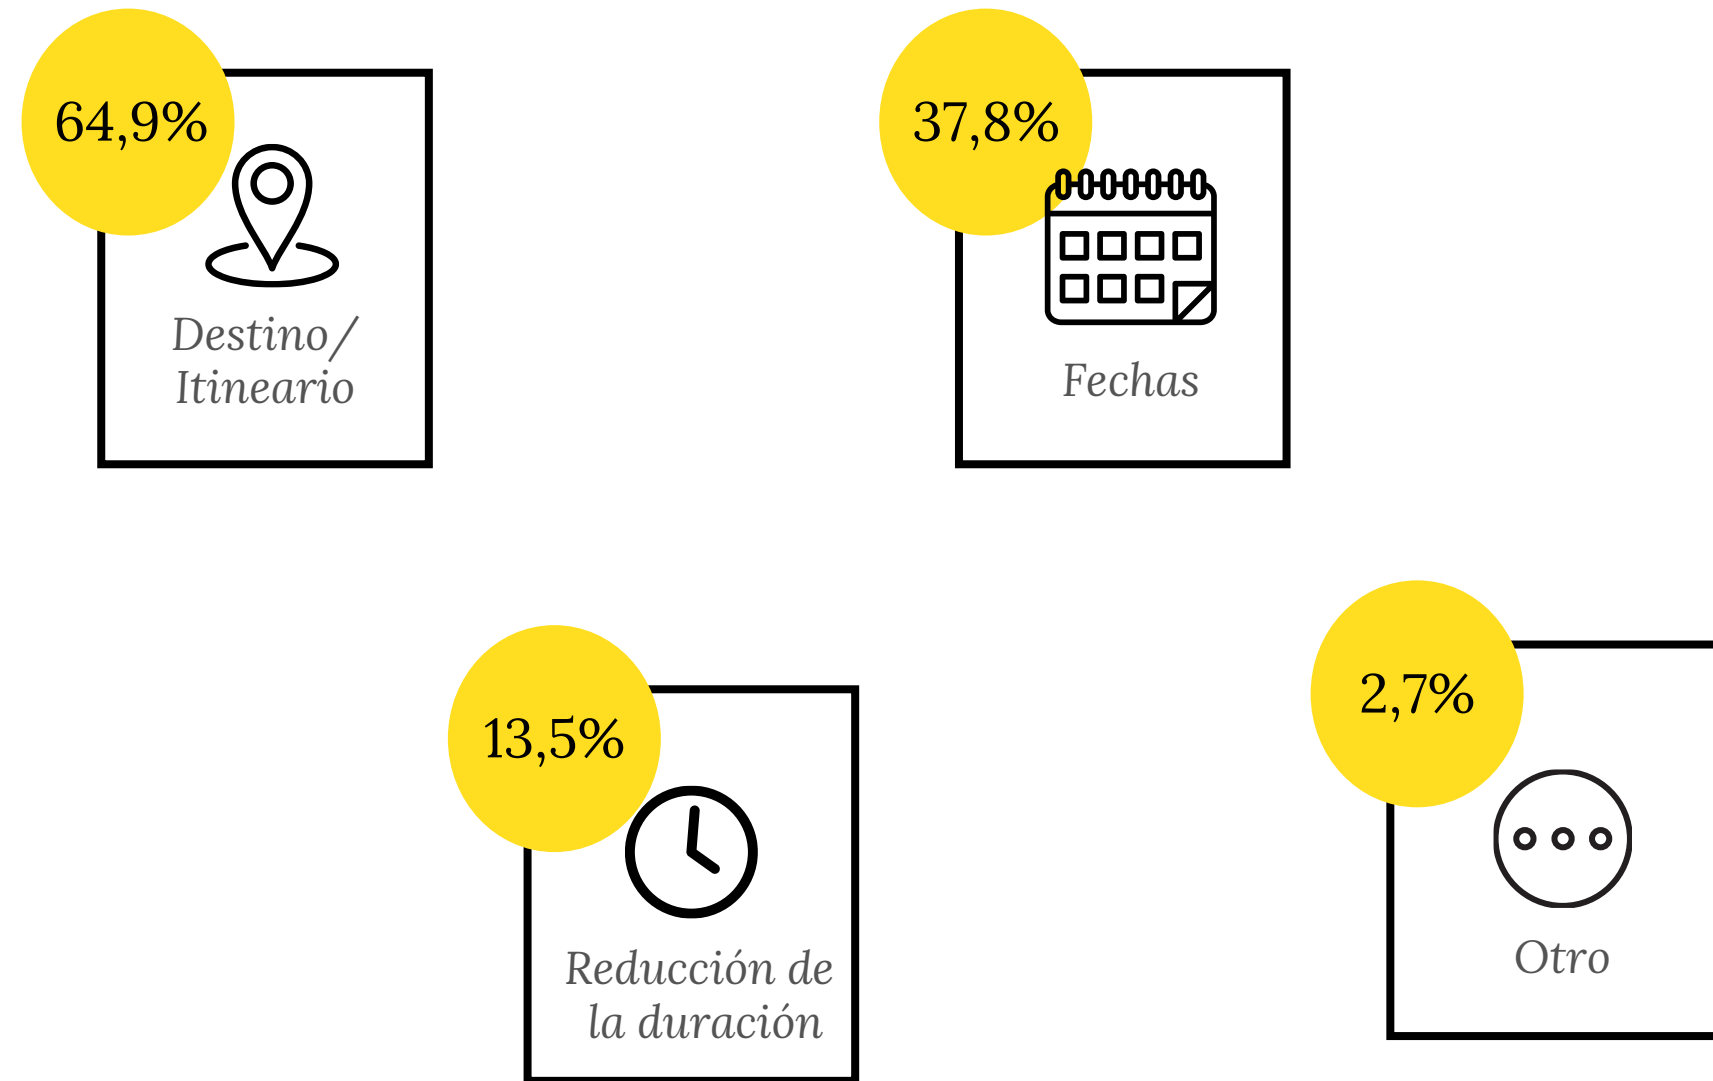 64,9%
Destino/
Itineario
37,8%
Fechas
13,5%
Reducción de
la duración
2,7%
Otro